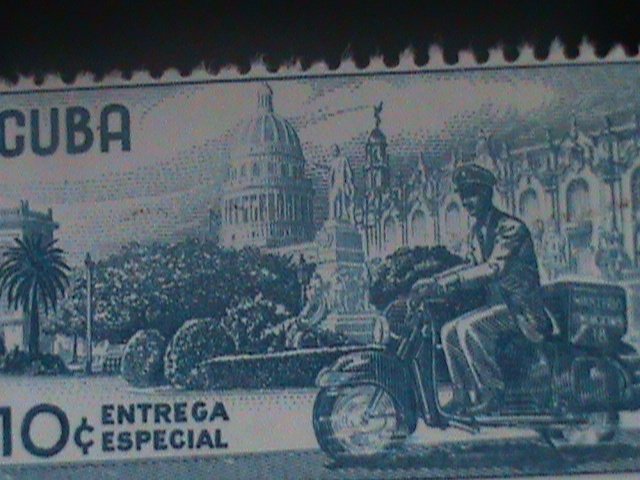 CUBA
10¢ ENTREGA
ESPECIAL